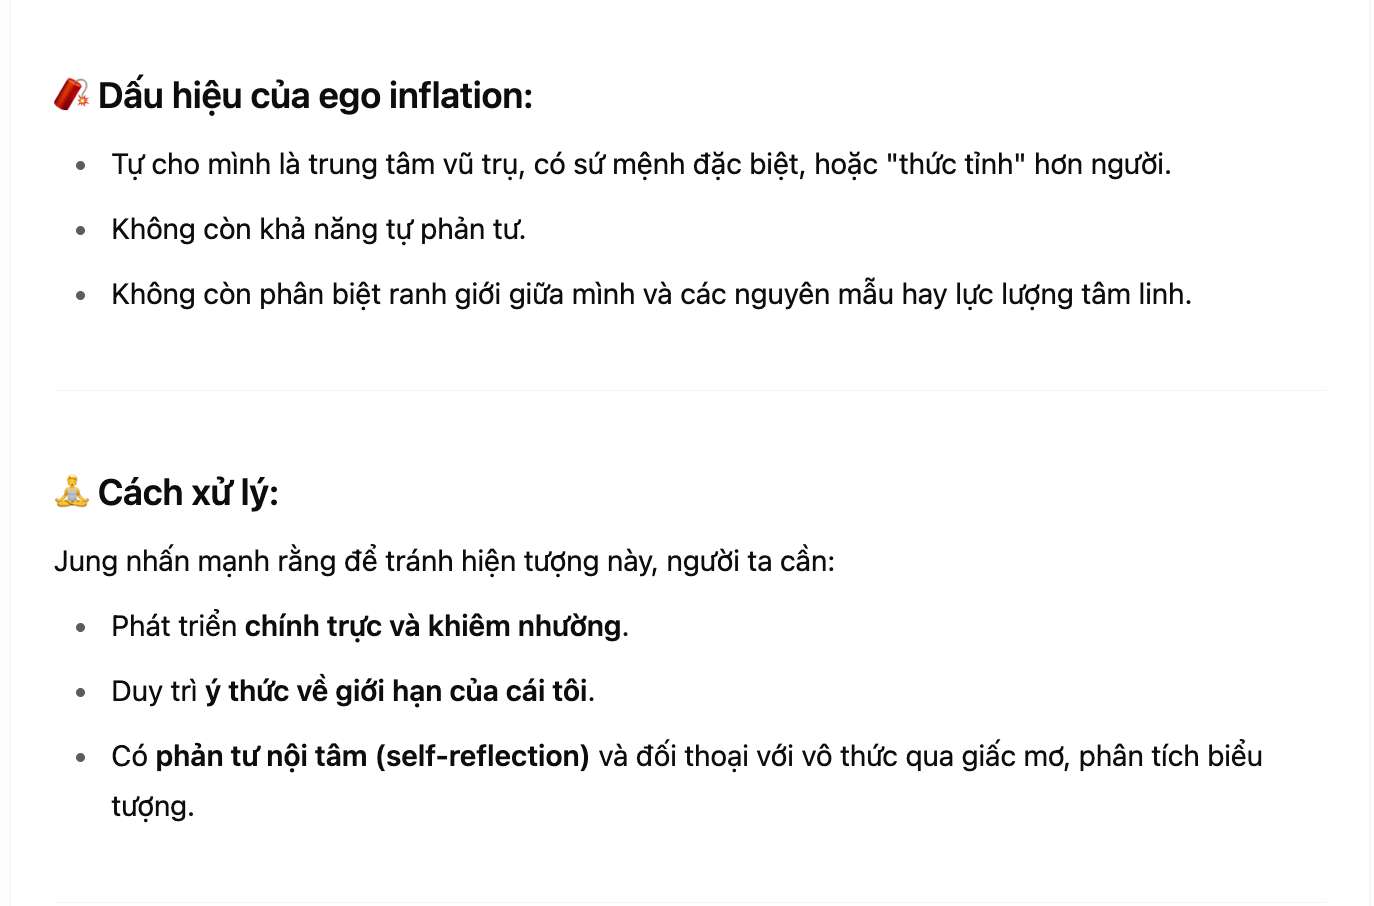 🧨 Dấu hiệu của ego inflation:
• Tự cho mình là trung tâm vũ trụ, có sứ mệnh đặc biệt, hoặc "thức tỉnh" hơn người.
• Không còn khả năng tự phản tư.
• Không còn phân biệt ranh giới giữa mình và các nguyên mẫu hay lực lượng tâm linh.
🧘 Cách xử lý:
Jung nhấn mạnh rằng để tránh hiện tượng này, người ta cần:
• Phát triển chính trực và khiêm nhường.
• Duy trì ý thức về giới hạn của cái tôi.
• Có phản tư nội tâm (self-reflection) và đối thoại với vô thức qua giấc mơ, phân tích biểu
tượng.